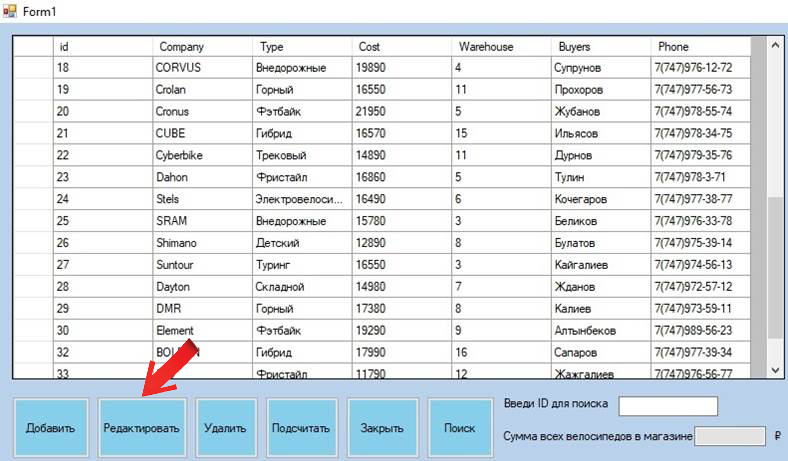 Form1
id Company Type Cost Warehouse Buyers Phone
18 CORVUS Внедорожные 19890 4 Супрунов 7(747)976-12-72
19 Crolan Горный 16550 11 Прохоров 7(747)977-56-73
20 Cronus Фэтбайк 21950 5 Жубанов 7(747)978-55-74
21 CUBE Гибрид 16570 15 Ильясов 7(747)978-34-75
22 Cyberbike Трековый 14890 11 Дурнов 7(747)979-35-76
23 Dahon Фристайл 16860 5 Тулин 7(747)978-3-71
24 Stels Электровелоси... 16490 6 Кочегаров 7(747)977-38-77
25 SRAM Внедорожные 15780 3 Беликов 7(747)976-33-78
26 Shimano Детский 12890 8 Булатов 7(747)975-39-14
27 Suntour Туринг 16550 3 Кайгалиев 7(747)974-56-13
28 Dayton Складной 14980 7 Жданов 7(747)972-57-12
29 DMR Горный 17380 8 Калиев 7(747)973-59-11
30 Element Фэтбайк 19290 9 Алтынбеков 7(747)989-56-23
32 Гибрид 17990 16 Сапаров 7(747)977-39-34
33 Фристайл 11790 12 Жажгалиев 7(747)976-56-77
Введи ID для поиска
Добавить Редактировать Удалить Подсчитать Закрыть Поиск
Сумма всех велосипедов в магазине ₽